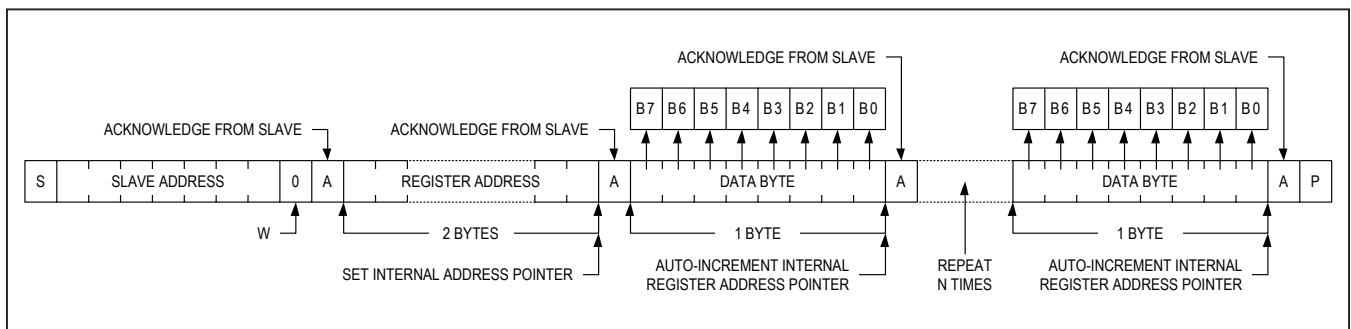 ACKNOWLEDGE FROM SLAVE
ACKNOWLEDGE FROM SLAVE
B7 B6 B5 B4 B3 B2 B1 B0
B7 B6 B5 B4 B3 B2 B1 B0
ACKNOWLEDGE FROM SLAVE
ACKNOWLEDGE FROM SLAVE
S SLAVE ADDRESS 0 A REGISTER ADDRESS A DATA BYTE A DATA BYTE A P
W
2 BYTES
1 BYTE
1 BYTE
SET INTERNAL ADDRESS POINTER
AUTO-INCREMENT INTERNAL
REGISTER ADDRESS POINTER
REPEAT
N TIMES
AUTO-INCREMENT INTERNAL
REGISTER ADDRESS POINTER